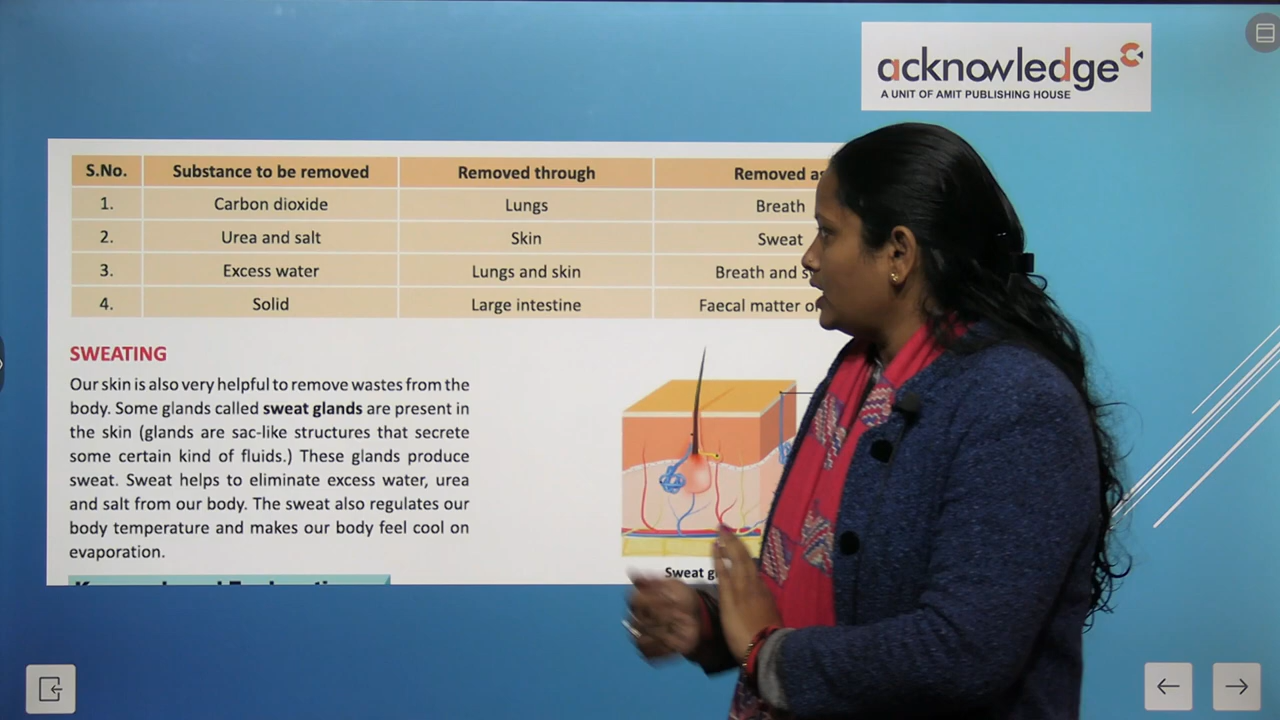 acknowledge
A UNIT OF AMIT PUBLISHING HOUSE
S.No. Substance to be removed Removed through Removed
1. Carbon dioxide Lungs Breath
2. Urea and salt Skin Sweat
3. Excess water Lungs and skin Breath and
4. Solid Large intestine Faecal matter
SWEATING
Our skin is also very helpful to remove wastes from the
body. Some glands called sweat glands are present in
the skin (glands are sac-like structures that secrete
some certain kind of fluids.) These glands produce
sweat. Sweat helps to eliminate excess water, urea
and salt from our body. The sweat also regulates our
body temperature and makes our body feel cool on
evaporation.
Sweat